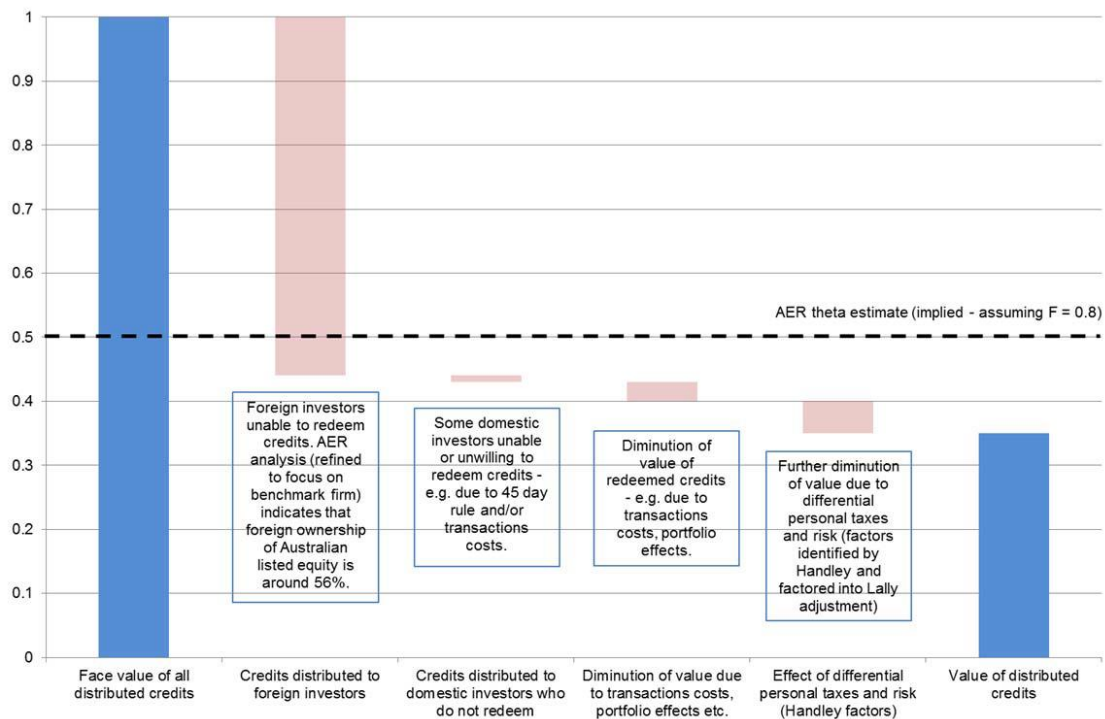 1
0.9
0.8
0.7
0.6
AER theta estimate (implied - assuming F = 0.8)
0.5
0.4
0.3
0.2
0.1
0
Foreign investors
unable to redeem
credits. AER
analysis (refined
to focus on
benchmark firm)
indicates that
foreign ownership
of Australian
listed equity is
around 56%.
Some domestic
investors unable
or unwilling to
redeem credits -
e.g. due to 45 day
rule and/or
transactions
costs.
Diminution of
value of
redeemed credits
- e.g. due to
transactions
costs, portfolio
effects.
Further diminution
of value due to
differential
personal taxes
and risk (factors
identified by
Handley and
factored into Lally
adjustment)
Face value of all
distributed credits
Credits distributed to
foreign investors
Credits distributed to
domestic investors who
do not redeem
Diminution of value due
to transactions costs,
portfolio effects etc.
Effect of differential
personal taxes and risk
(Handley factors)
Value of distributed
credits